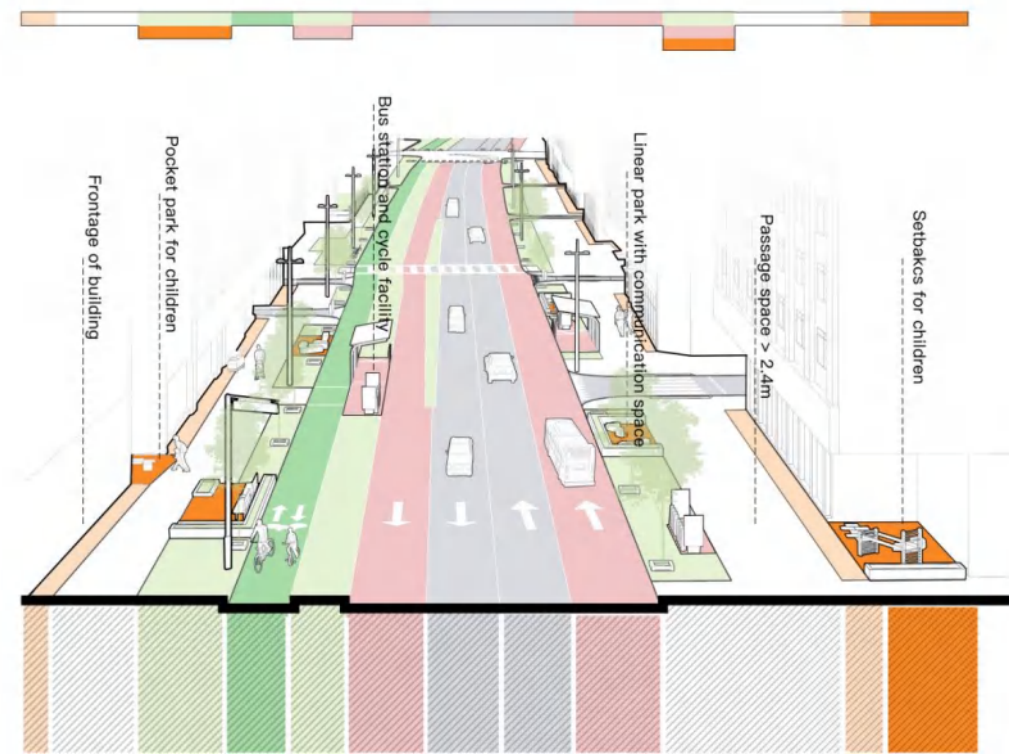 Frontage of building
Pocket park for children
Bus station and cycle facility
Linear park with communication space
Passage space > 2.4m
Setbakcs for children